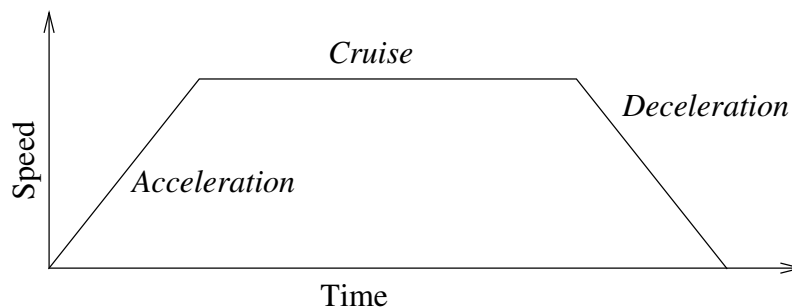 Cruise
Deceleration
Speed
Acceleration
Time